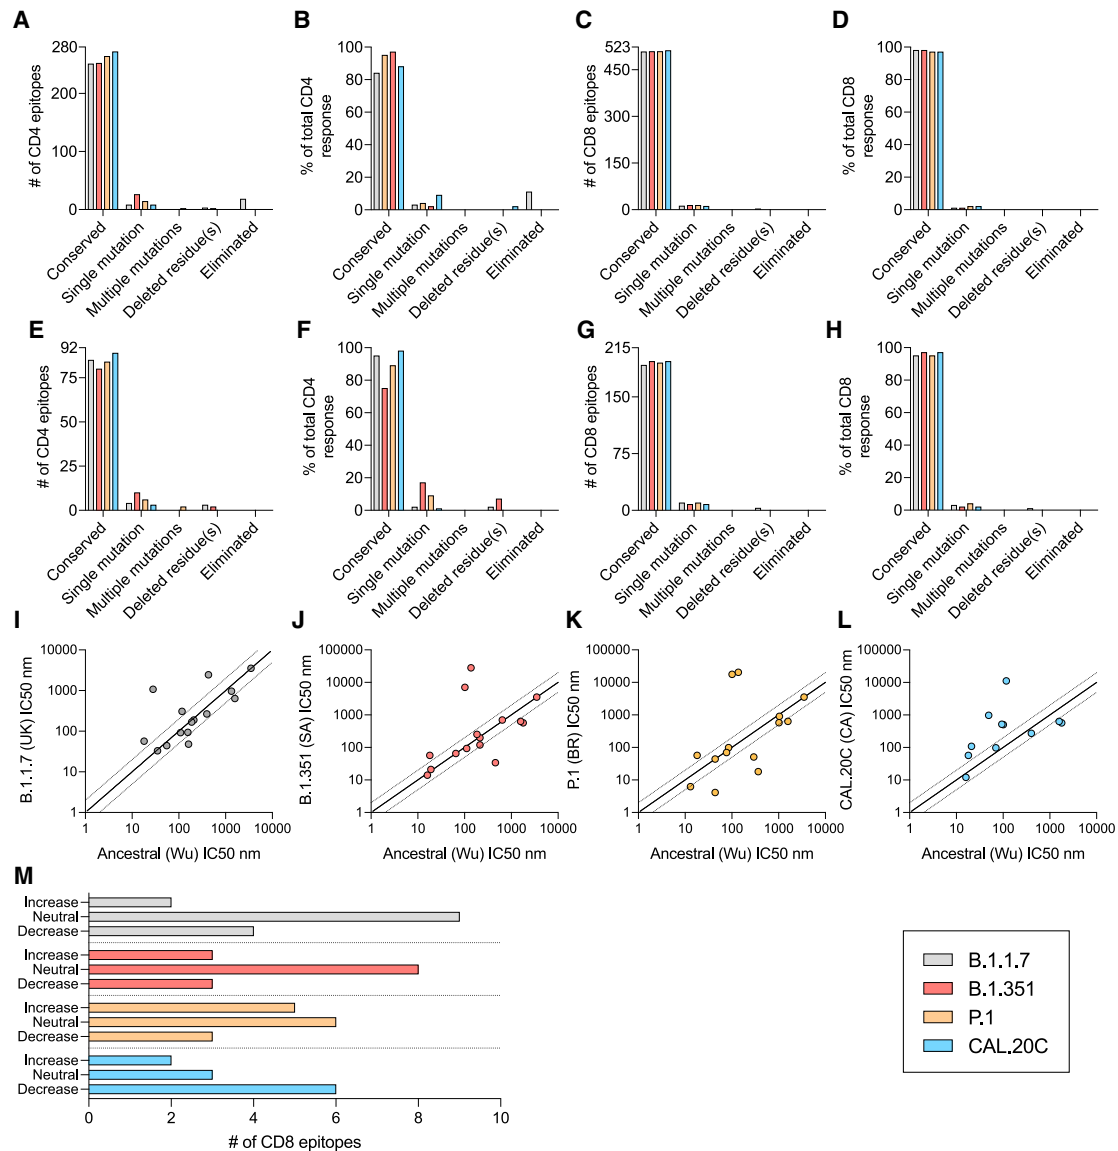 A
# of CD4 epitopes
280
200
100
0
Conserved
Single mutation
Multiple mutations
Deleted residue(s)
Eliminated
B
% of total CD4
response
100
80
60
40
20
0
Conserved
Single mutation
Multiple mutations
Deleted residue(s)
Eliminated
C
# of CD8 epitopes
523
450
300
150
0
Conserved
Single mutation
Multiple mutations
Deleted residue(s)
Eliminated
D
% of total CD8
response
100
80
60
40
20
0
Conserved
Single mutation
Multiple mutations
Deleted residue(s)
Eliminated
E
# of CD4 epitopes
92
75
50
25
0
Conserved
Single mutation
Multiple mutations
Deleted residue(s)
Eliminated
F
% of total CD4
response
100
80
60
40
20
0
Conserved
Single mutation
Multiple mutations
Deleted residue(s)
Eliminated
G
# of CD8 epitopes
215
150
75
0
Conserved
Single mutation
Multiple mutations
Deleted residue(s)
Eliminated
H
% of total CD8
response
100
80
60
40
20
0
Conserved
Single mutation
Multiple mutations
Deleted residue(s)
Eliminated
I
B.1.1.7 (UK) IC50 nm
10000
1000
100
10
1
1 10 100 1000 10000
Ancestral (Wu) IC50 nm
J
B.1.351 (SA) IC50 nm
100000
10000
1000
100
10
1
1 10 100 1000 10000
Ancestral (Wu) IC50 nm
K
P.1 (BR) IC50 nm
100000
10000
1000
100
10
1
1 10 100 1000 10000
Ancestral (Wu) IC50 nm
L
CAL.20C (CA) IC50 nm
100000
10000
1000
100
10
1
1 10 100 1000 10000
Ancestral (Wu) IC50 nm
M
Increase
Neutral
Decrease
Increase
Neutral
Decrease
Increase
Neutral
Decrease
Increase
Neutral
Decrease
0 2 4 6 8 10
# of CD8 epitopes
B.1.1.7
B.1.351
P.1
CAL.20C